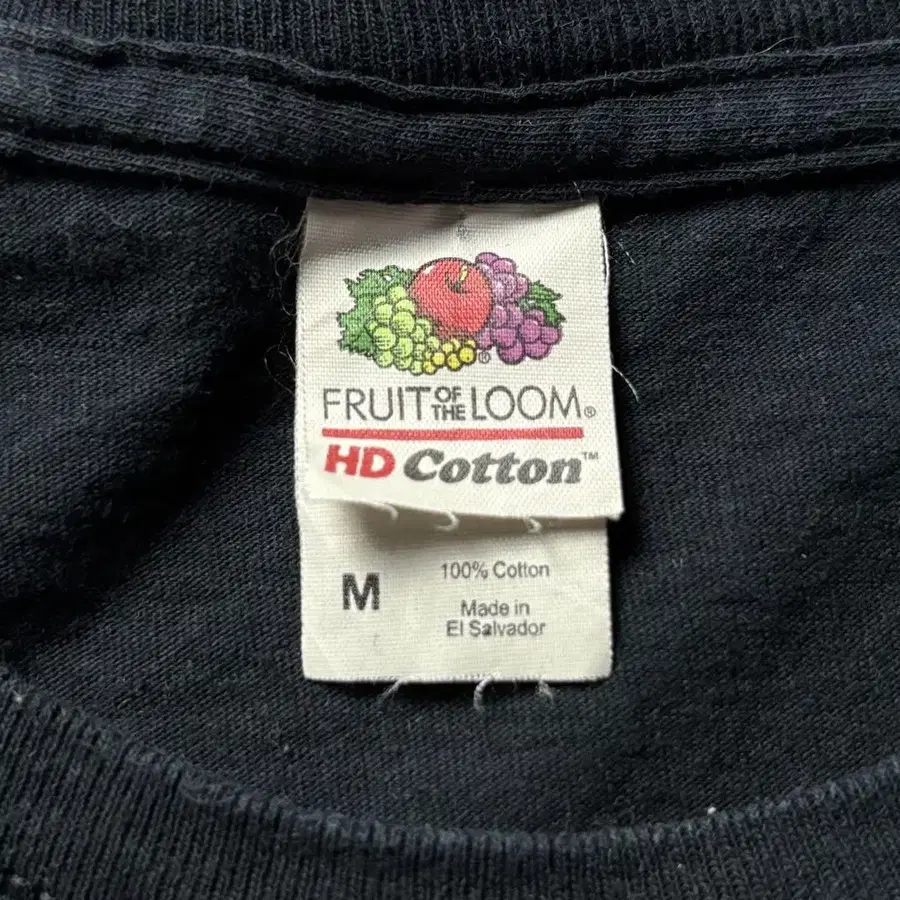 FRUIT OF THE LOOM®
HD Cotton™
M
100% Cotton
Made in
El Salvador